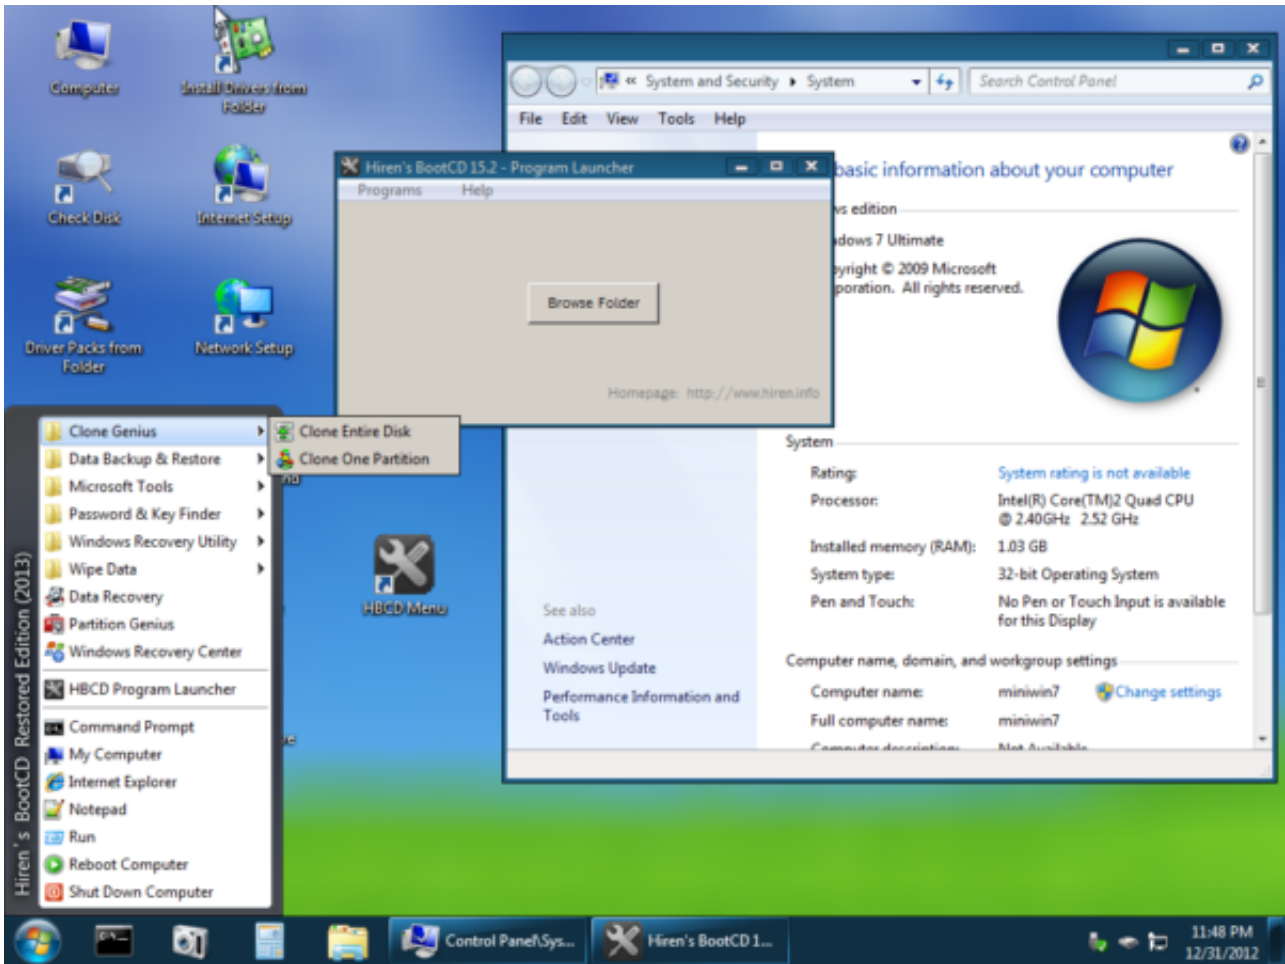 Computer
Install Drivers from
Folder
Check Disk
Internet Setup
Driver Packs from
Folder
Network Setup
HBCD Menu
System and Security
System
Search Control Panel
File Edit View Tools Help
basic information about your computer
dows 7 Ultimate
yright © 2009 Microsoft
poration. All rights reserved.
System
Rating: System rating is not available
Processor: Intel(R) Core(TM)2 Quad CPU
@ 2.40GHz 2.52 GHz
Installed memory (RAM): 1.03 GB
System type: 32-bit Operating System
Pen and Touch: No Pen or Touch Input is available
for this Display
Computer name, domain, and workgroup settings
Computer name: miniwin7 Change settings
Full computer name: miniwin7
Computer description: Not Available
See also
Action Center
Windows Update
Performance Information and
Tools
Hiren's BootCD 15.2 - Program Launcher
Programs Help
Browse Folder
Homepage: http://www.hiren.info
Clone Genius
Data Backup & Restore
Microsoft Tools
Password & Key Finder
Windows Recovery Utility
Wipe Data
Data Recovery
Partition Genius
Windows Recovery Center
HBCD Program Launcher
Command Prompt
My Computer
Internet Explorer
Notepad
Run
Reboot Computer
Shut Down Computer
Clone Entire Disk
Clone One Partition
Hiren`s BootCD Restored Edition (2013)
Control Panel\Sys...
Hiren's BootCD 1...
11:48 PM
12/31/2012